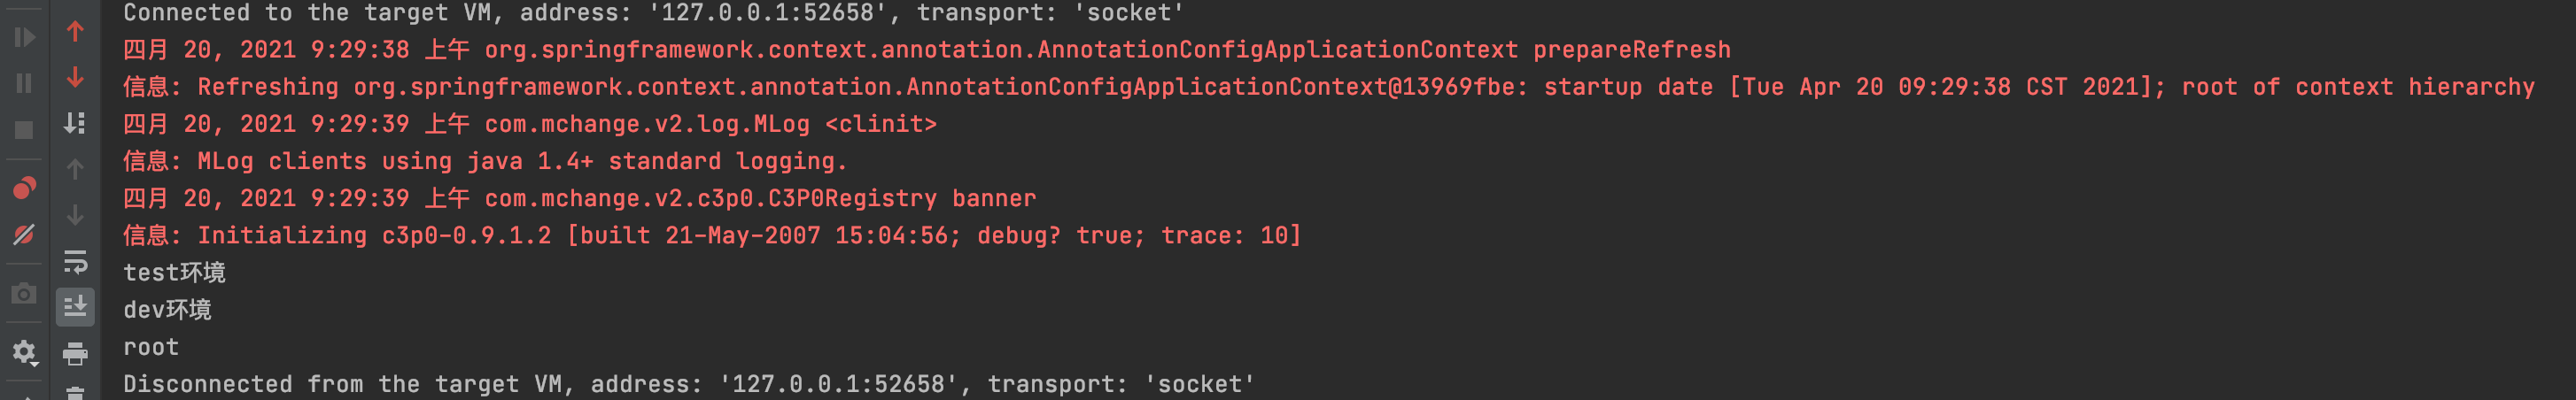 Connected to the target VM, address: '127.0.0.1:52658', transport: 'socket'
四月 20, 2021 9:29:38 上午 org.springframework.context.annotation.AnnotationConfigApplicationContext prepareRefresh
信息: Refreshing org.springframework.context.annotation.AnnotationConfigApplicationContext@13969fbe: startup date [Tue Apr 20 09:29:38 CST 2021]; root of context hierarchy
四月 20, 2021 9:29:39 上午 com.mchange.v2.log.MLog <clinit>
信息: MLog clients using java 1.4+ standard logging.
四月 20, 2021 9:29:39 上午 com.mchange.v2.c3p0.C3P0Registry banner
信息: Initializing c3p0-0.9.1.2 [built 21-May-2007 15:04:56; debug? true; trace: 10]
test环境
dev环境
root
Disconnected from the target VM, address: '127.0.0.1:52658', transport: 'socket'